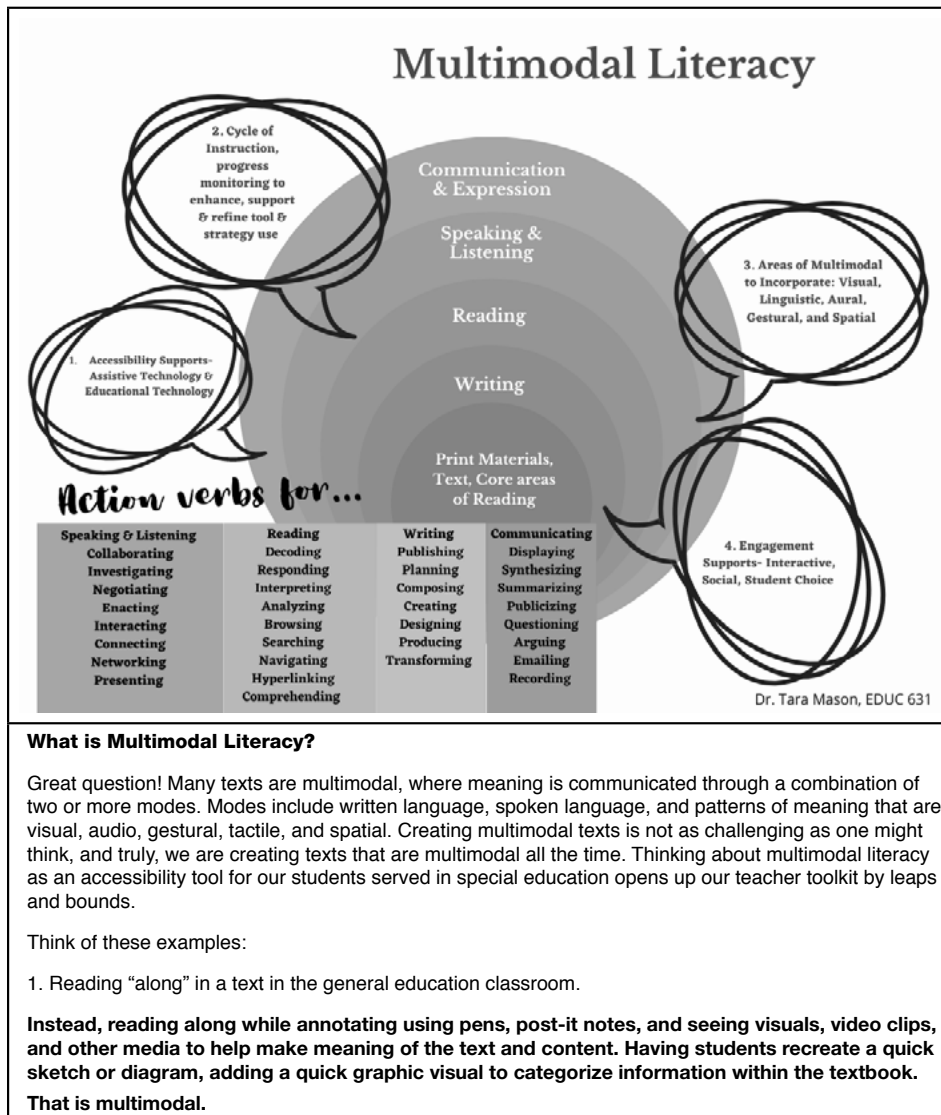 Multimodal Literacy
2. Cycle of
Instruction,
progress
monitoring to
enhance, support
& refine tool &
strategy use
Communication
& Expression
Speaking &
Listening
Reading
Writing
Print Materials,
Text, Core areas
of Reading
3. Areas of Multimodal
to Incorporate: Visual,
Linguistic, Aural,
Gestural, and Spatial
1. Accessibility Supports-
Assistive Technology &
Educational Technology
4. Engagement
Supports- Interactive,
Social, Student Choice
Action verbs for...
Speaking & Listening
Collaborating
Investigating
Negotiating
Enacting
Interacting
Connecting
Networking
Presenting
Reading
Decoding
Responding
Interpreting
Analyzing
Browsing
Searching
Navigating
Hyperlinking
Comprehending
Writing
Publishing
Planning
Composing
Creating
Designing
Producing
Transforming
Communicating
Displaying
Synthesizing
Summarizing
Publicizing
Questioning
Arguing
Emailing
Recording
Dr. Tara Mason, EDUC 631
What is Multimodal Literacy?
Great question! Many texts are multimodal, where meaning is communicated through a combination of
two or more modes. Modes include written language, spoken language, and patterns of meaning that are
visual, audio, gestural, tactile, and spatial. Creating multimodal texts is not as challenging as one might
think, and truly, we are creating texts that are multimodal all the time. Thinking about multimodal literacy
as an accessibility tool for our students served in special education opens up our teacher toolkit by leaps
and bounds.
Think of these examples:
1. Reading “along” in a text in the general education classroom.
Instead, reading along while annotating using pens, post-it notes, and seeing visuals, video clips,
and other media to help make meaning of the text and content. Having students recreate a quick
sketch or diagram, adding a quick graphic visual to categorize information within the textbook.
That is multimodal.